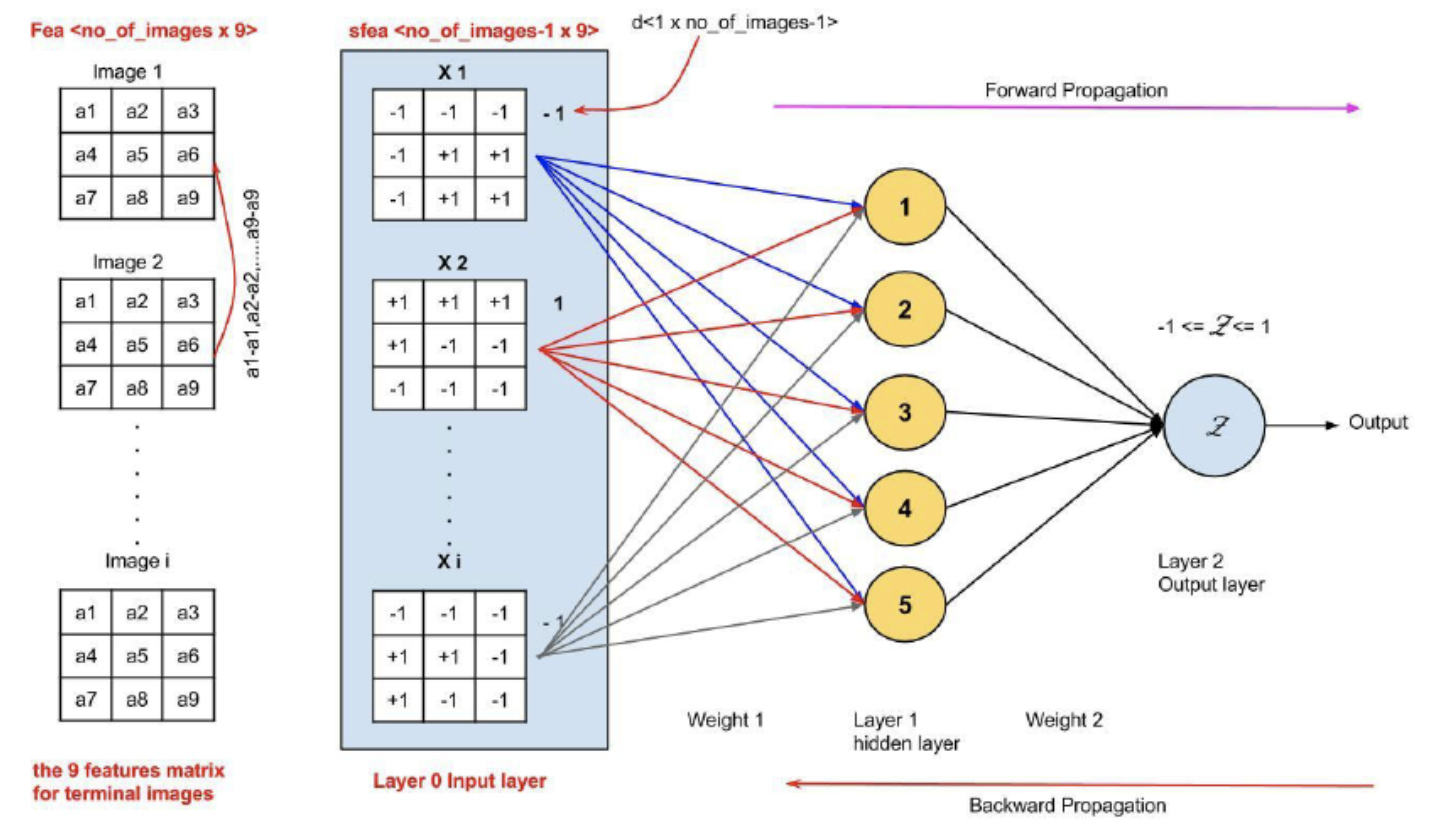 Fea <no_of_images x 9>
Image 1
a1 a2 a3
a4 a5 a6
a7 a8 a9
Image 2
a1 a2 a3
a4 a5 a6
a7 a8 a9
Image i
a1 a2 a3
a4 a5 a6
a7 a8 a9
the 9 features matrix
for terminal images
a1-a1,a2-a2,.....a9-a9
sfea <no_of_images-1 x 9>
d<1 x no_of_images-1>
X 1
-1 -1 -1
-1 +1 +1
-1 +1 +1
- 1
X 2
+1 +1 +1
+1 -1 -1
-1 -1 -1
1
X i
-1 -1 -1
+1 +1 -1
+1 -1 -1
- 1
Layer 0 Input layer
Forward Propagation
1
2
3
4
5
Weight 1
Layer 1
hidden layer
Weight 2
-1 <= Z <= 1
Z
Output
Layer 2
Output layer
Backward Propagation